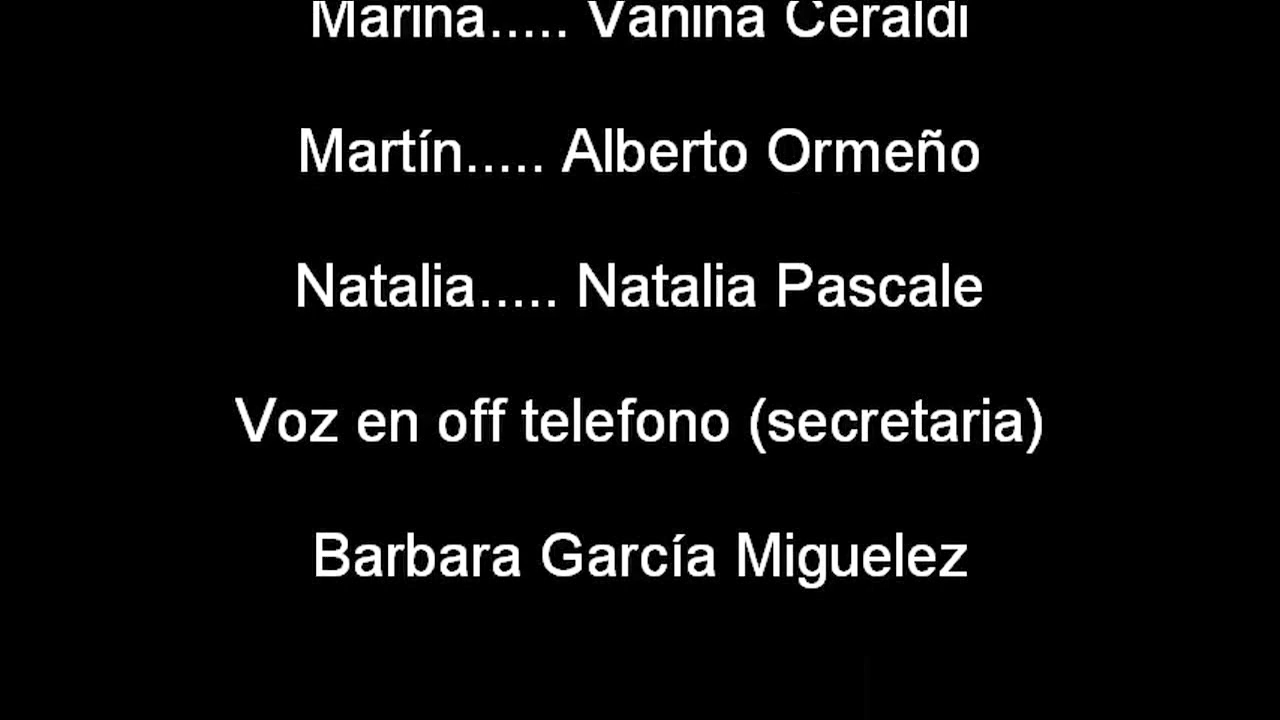 Marina..... Vanina Ceraldi
Martín..... Alberto Ormeño
Natalia..... Natalia Pascale
Voz en off telefono (secretaria)
Barbara García Miguelez